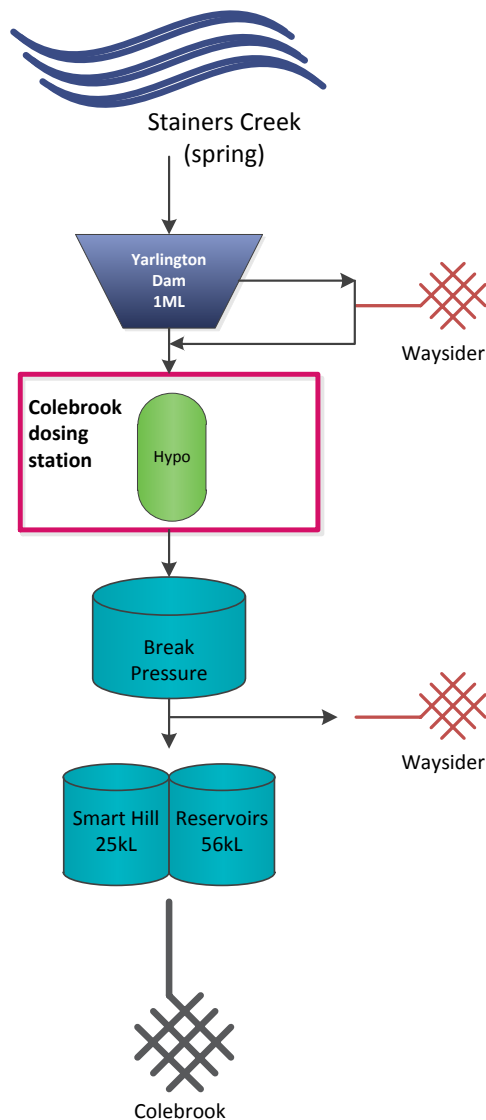 Stainers Creek
(spring)
Yarlington
Dam
1ML
Waysider
Colebrook
dosing
station
Hypo
Break
Pressure
Waysider
Smart Hill
25kL
Reservoirs
56kL
Colebrook